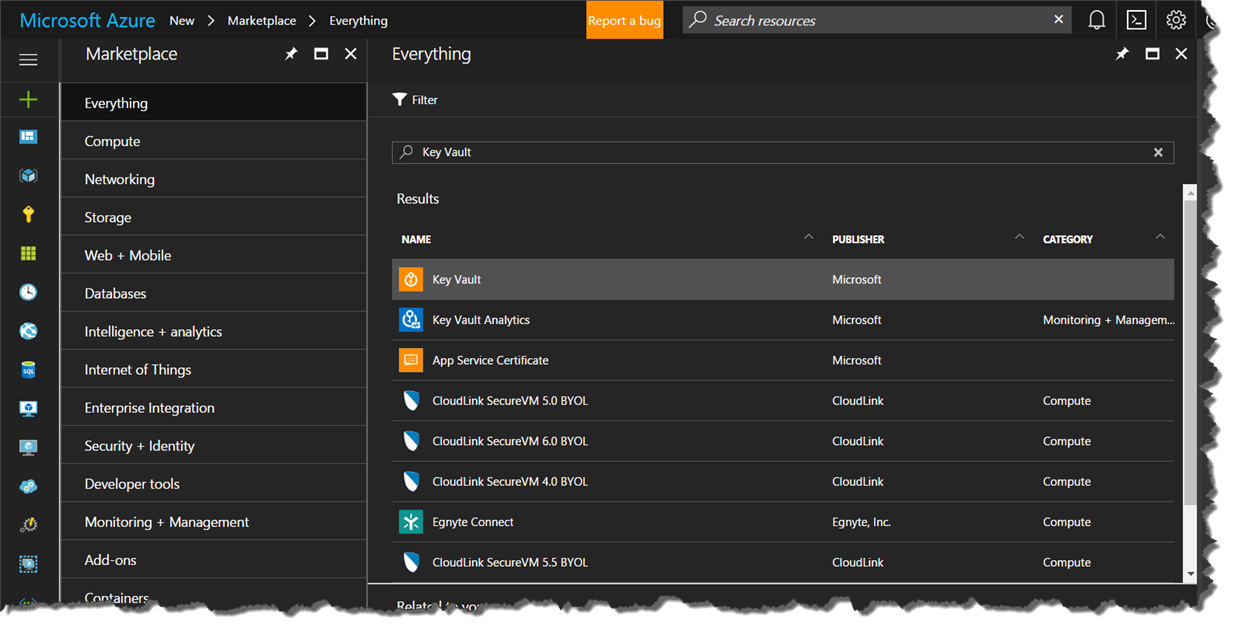 Microsoft Azure New > Marketplace > Everything Report a bug Search resources
Marketplace
Everything
Compute
Networking
Storage
Web + Mobile
Databases
Intelligence + analytics
Internet of Things
Enterprise Integration
Security + Identity
Developer tools
Monitoring + Management
Add-ons
Containers
Everything
Filter
Key Vault
Results
NAME PUBLISHER CATEGORY
Key Vault Microsoft
Key Vault Analytics Microsoft Monitoring + Managem...
App Service Certificate Microsoft
CloudLink SecureVM 5.0 BYOL CloudLink Compute
CloudLink SecureVM 6.0 BYOL CloudLink Compute
CloudLink SecureVM 4.0 BYOL CloudLink Compute
Egnyte Connect Egnyte, Inc. Compute
CloudLink SecureVM 5.5 BYOL CloudLink Compute
Related to you